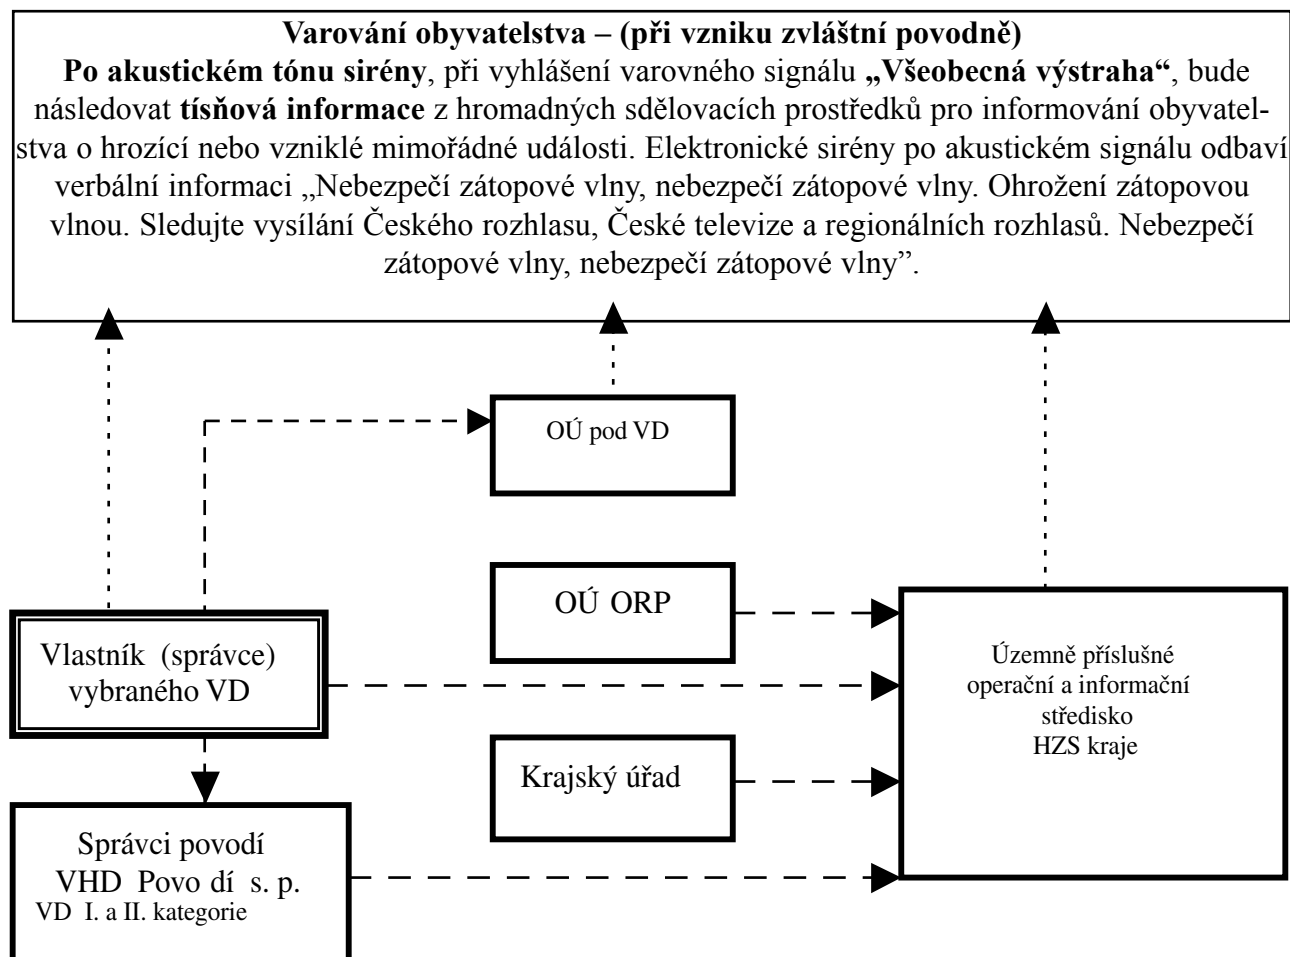 Varování obyvatelstva – (při vzniku zvláštní povodně)
Po akustickém tónu sirény, při vyhlášení varovného signálu „Všeobecná výstraha“, bude
následovat tísňová informace z hromadných sdělovacích prostředků pro informování obyvatel-
stva o hrozící nebo vzniklé mimořádné události. Elektronické sirény po akustickém signálu odbaví
verbální informaci „Nebezpečí zátopové vlny, nebezpečí zátopové vlny. Ohrožení zátopovou
vlnou. Sledujte vysílání Českého rozhlasu, České televize a regionálních rozhlasů. Nebezpečí
zátopové vlny, nebezpečí zátopové vlny”.
OÚ pod VD
OÚ ORP
Vlastník (správce)
vybraného VD
Územně příslušné
operační a informační
středisko
HZS kraje
Krajský úřad
Správci povodí
VHD Povo dí s. p.
VD I. a II. kategorie